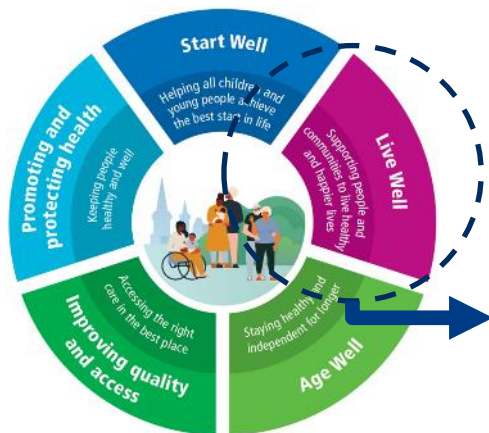 Start Well
Helping all children and
young people achieve
the best start in life
Live Well
Supporting people and
communities to live healthy
and happier lives
Age Well
Staying healthy and
independent for longer
Improving quality
and access
Accessing the right
care in the best place
Promoting and
protecting health
Keeping people
healthy and well